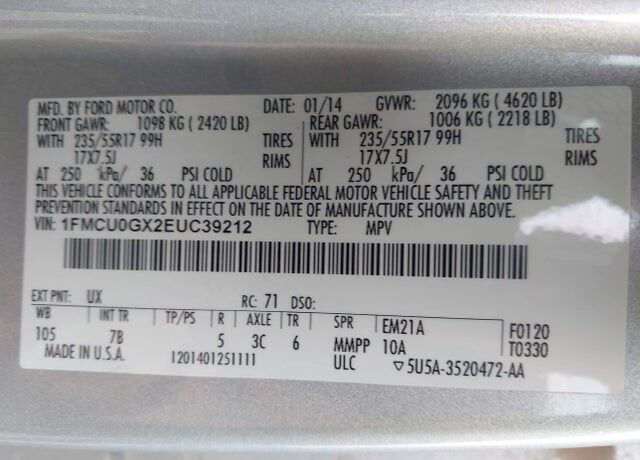 MFD. BY FORD MOTOR CO. DATE: 01/14 GVWR: 2096 KG ( 4620 LB)
FRONT GAWR: 1098 KG ( 2420 LB) REAR GAWR: 1006 KG ( 2218 LB)
WITH 235/55R17 99H TIRES WITH 235/55R17 99H TIRES
17X7.5J RIMS 17X7.5J RIMS
AT 250 kPa/ 36 PSI COLD AT 250 kPa/ 36 PSI COLD
THIS VEHICLE CONFORMS TO ALL APPLICABLE FEDERAL MOTOR VEHICLE SAFETY AND THEFT
PREVENTION STANDARDS IN EFFECT ON THE DATE OF MANUFACTURE SHOWN ABOVE.
VIN: 1FMCU0GX2EUC39212 TYPE: MPV
EXT PNT: UX RC: 71 DSO:
WB INT TR TP/PS R AXLE TR SPR EM21A F0120
105 7B 5 3C 6 MMPP 10A T0330
MADE IN U.S.A. 1201401251111 ULC ▽5U5A-3520472-AA